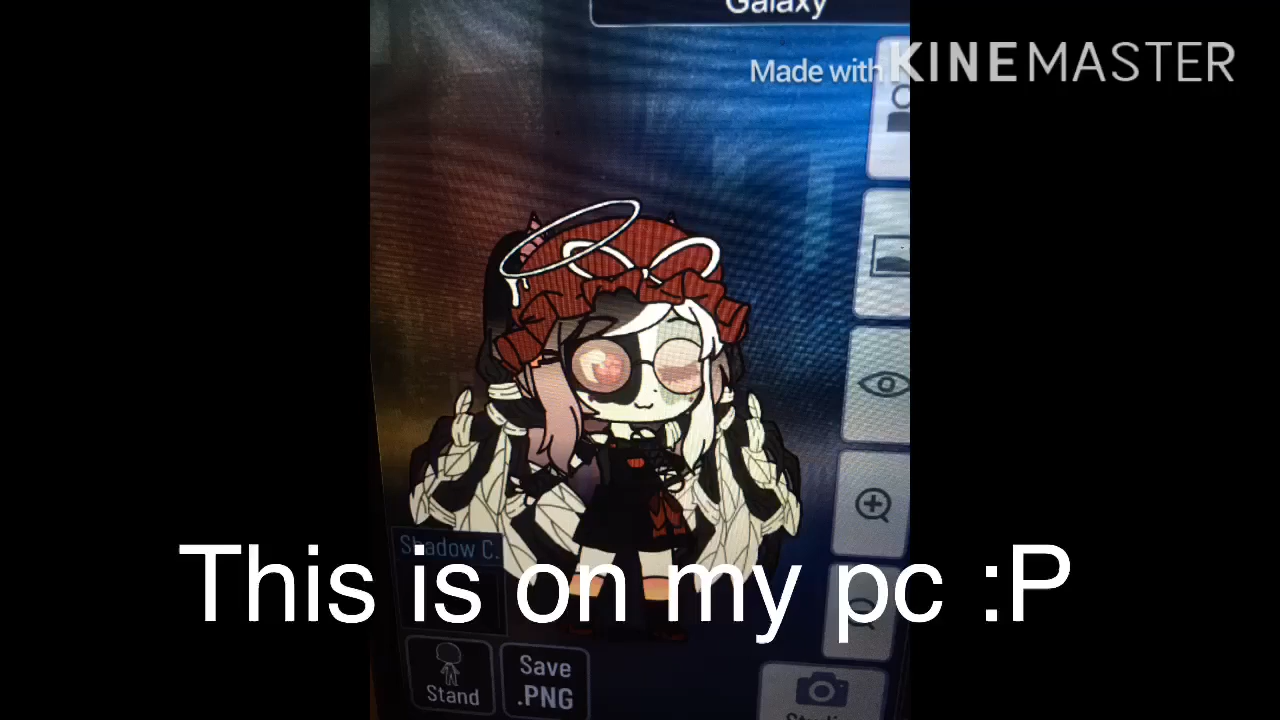 Galaxy
Made with KINEMASTER
Shadow C.
This is on my pc :P
Stand
Save
.PNG